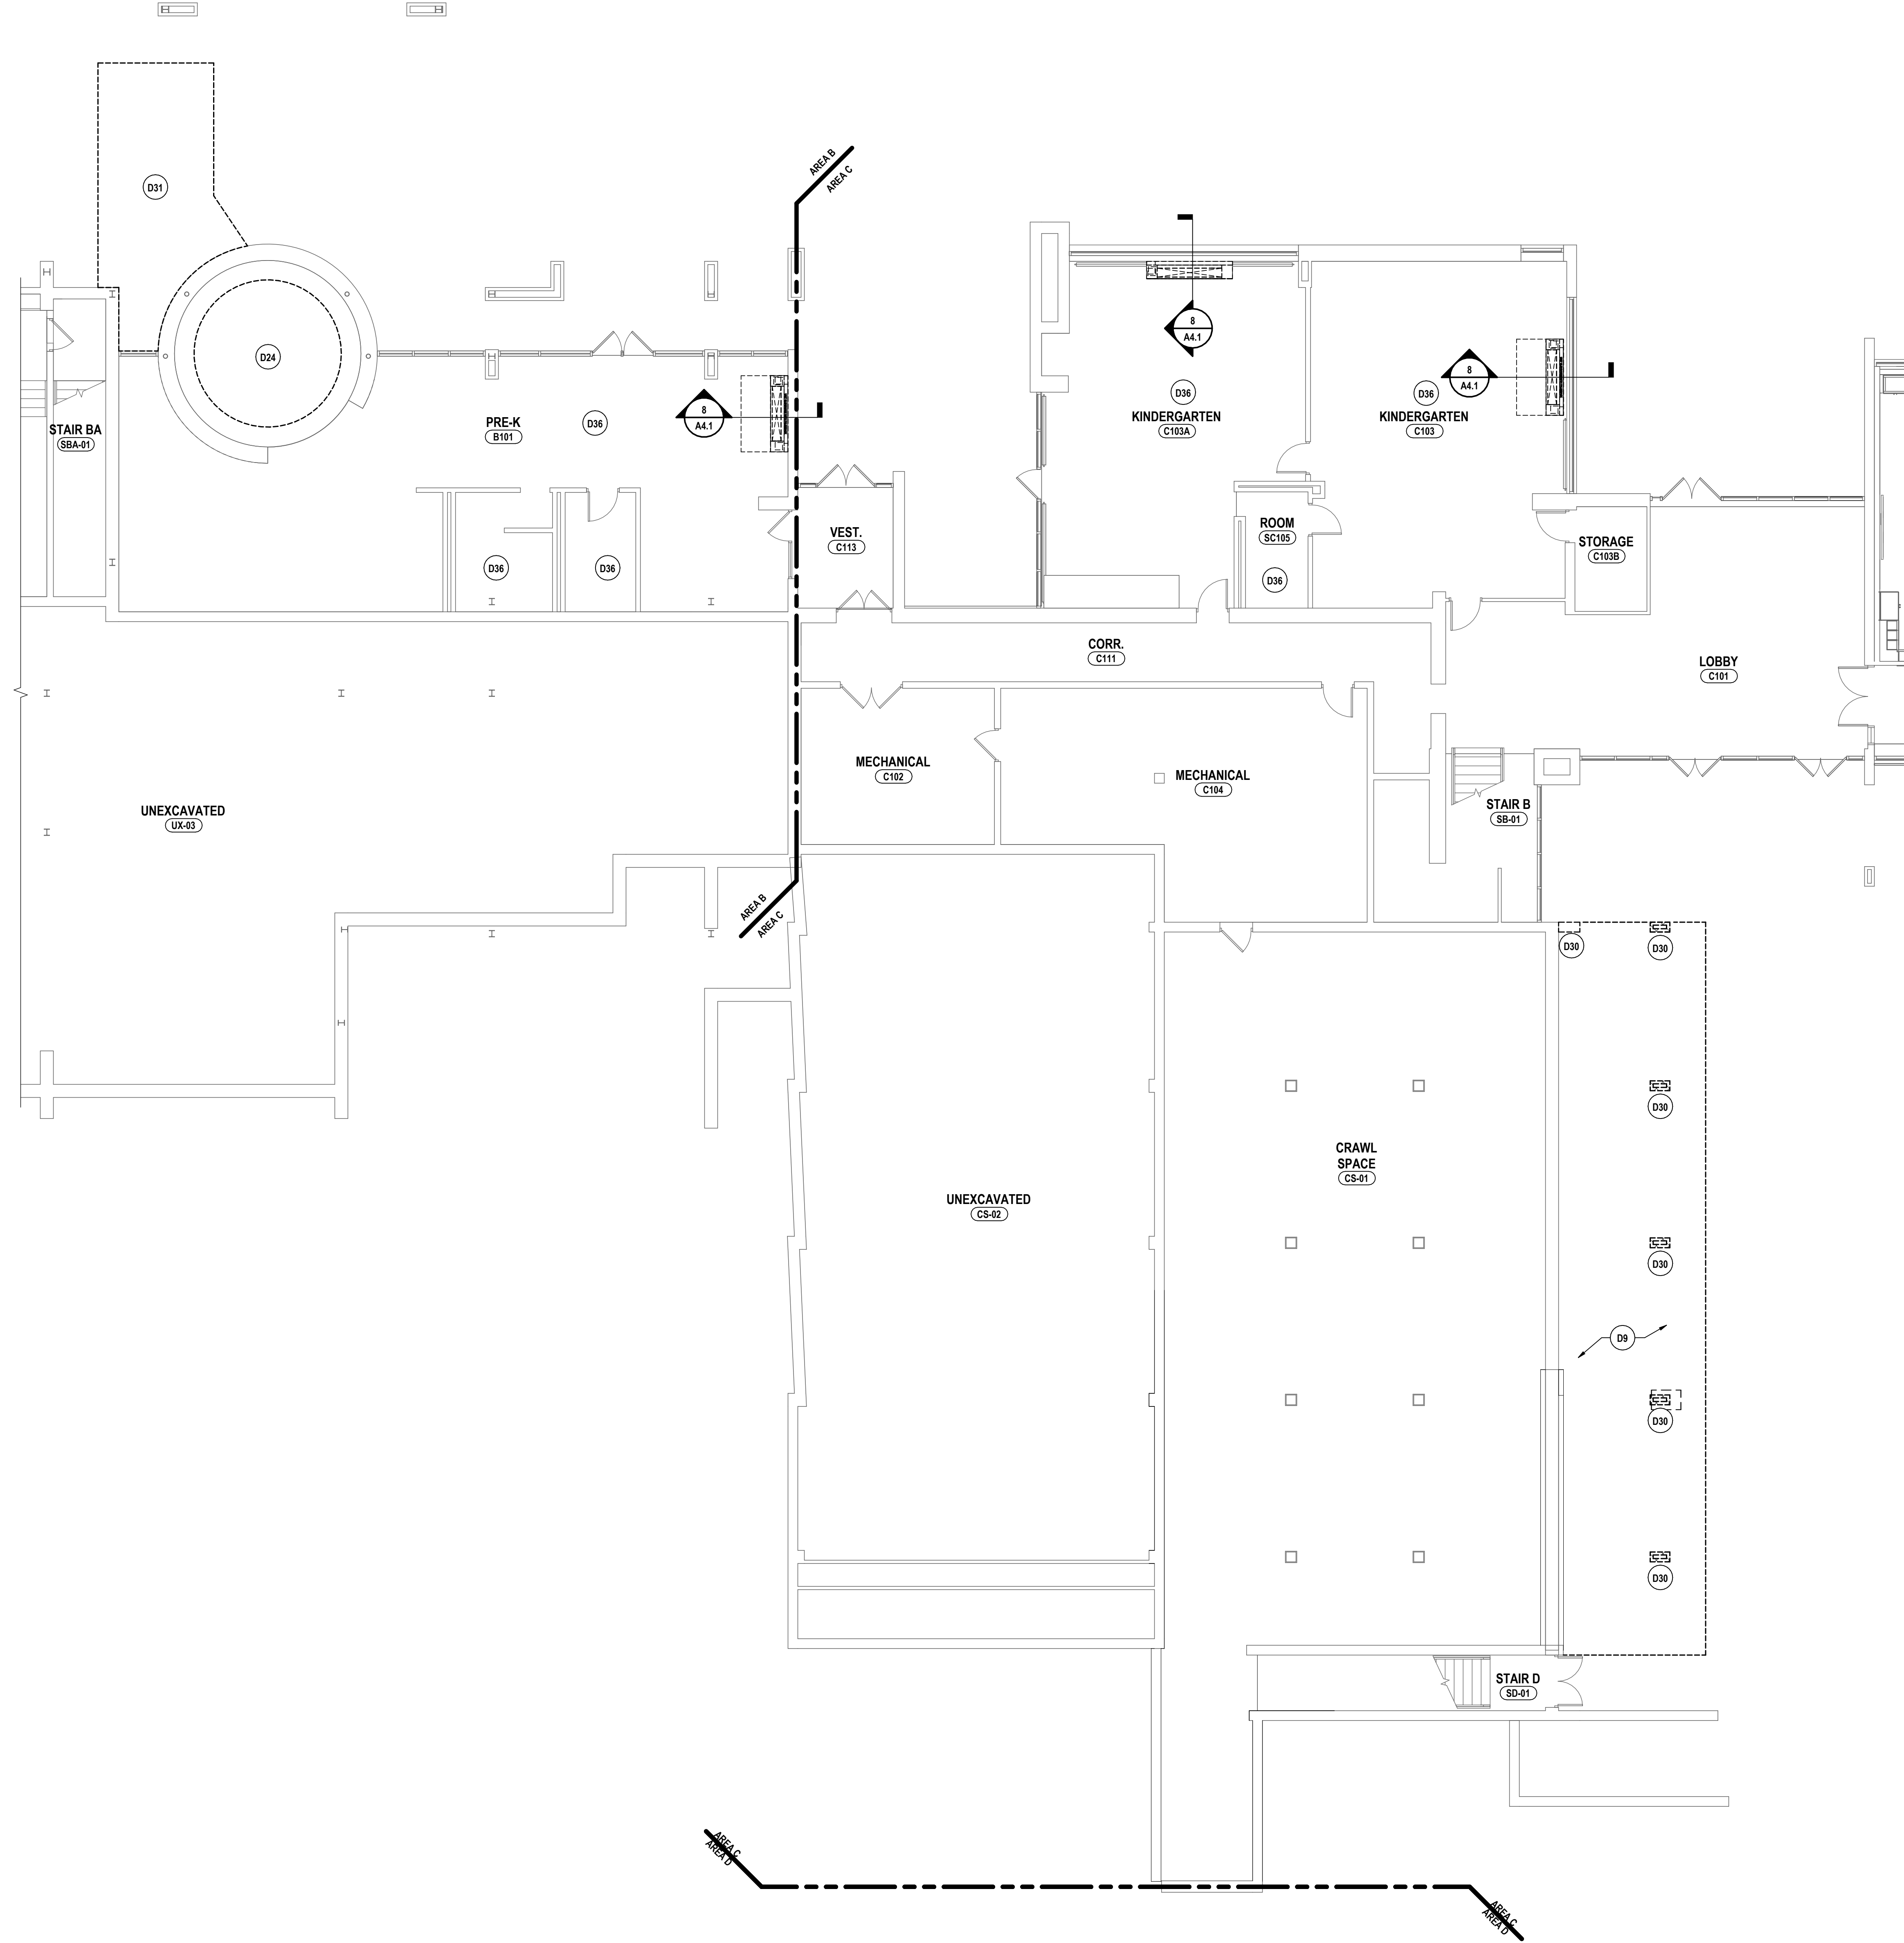 AREA B
AREA C
D31
D24
STAIR BA
SBA-01
PRE-K
B101
D36
8
A4.1
D36
D36
VEST.
C113
8
A4.1
D36
KINDERGARTEN
C103A
8
A4.1
D36
KINDERGARTEN
C103
ROOM
SC105
D36
STORAGE
C103B
CORR.
C111
LOBBY
C101
MECHANICAL
C102
MECHANICAL
C104
STAIR B
SB-01
UNEXCAVATED
UX-03
AREA B
AREA C
D30
D30
D30
CRAWL
SPACE
CS-01
UNEXCAVATED
CS-02
D30
D9
D30
D30
STAIR D
SD-01
AREA C
AREA D
AREA C
AREA D